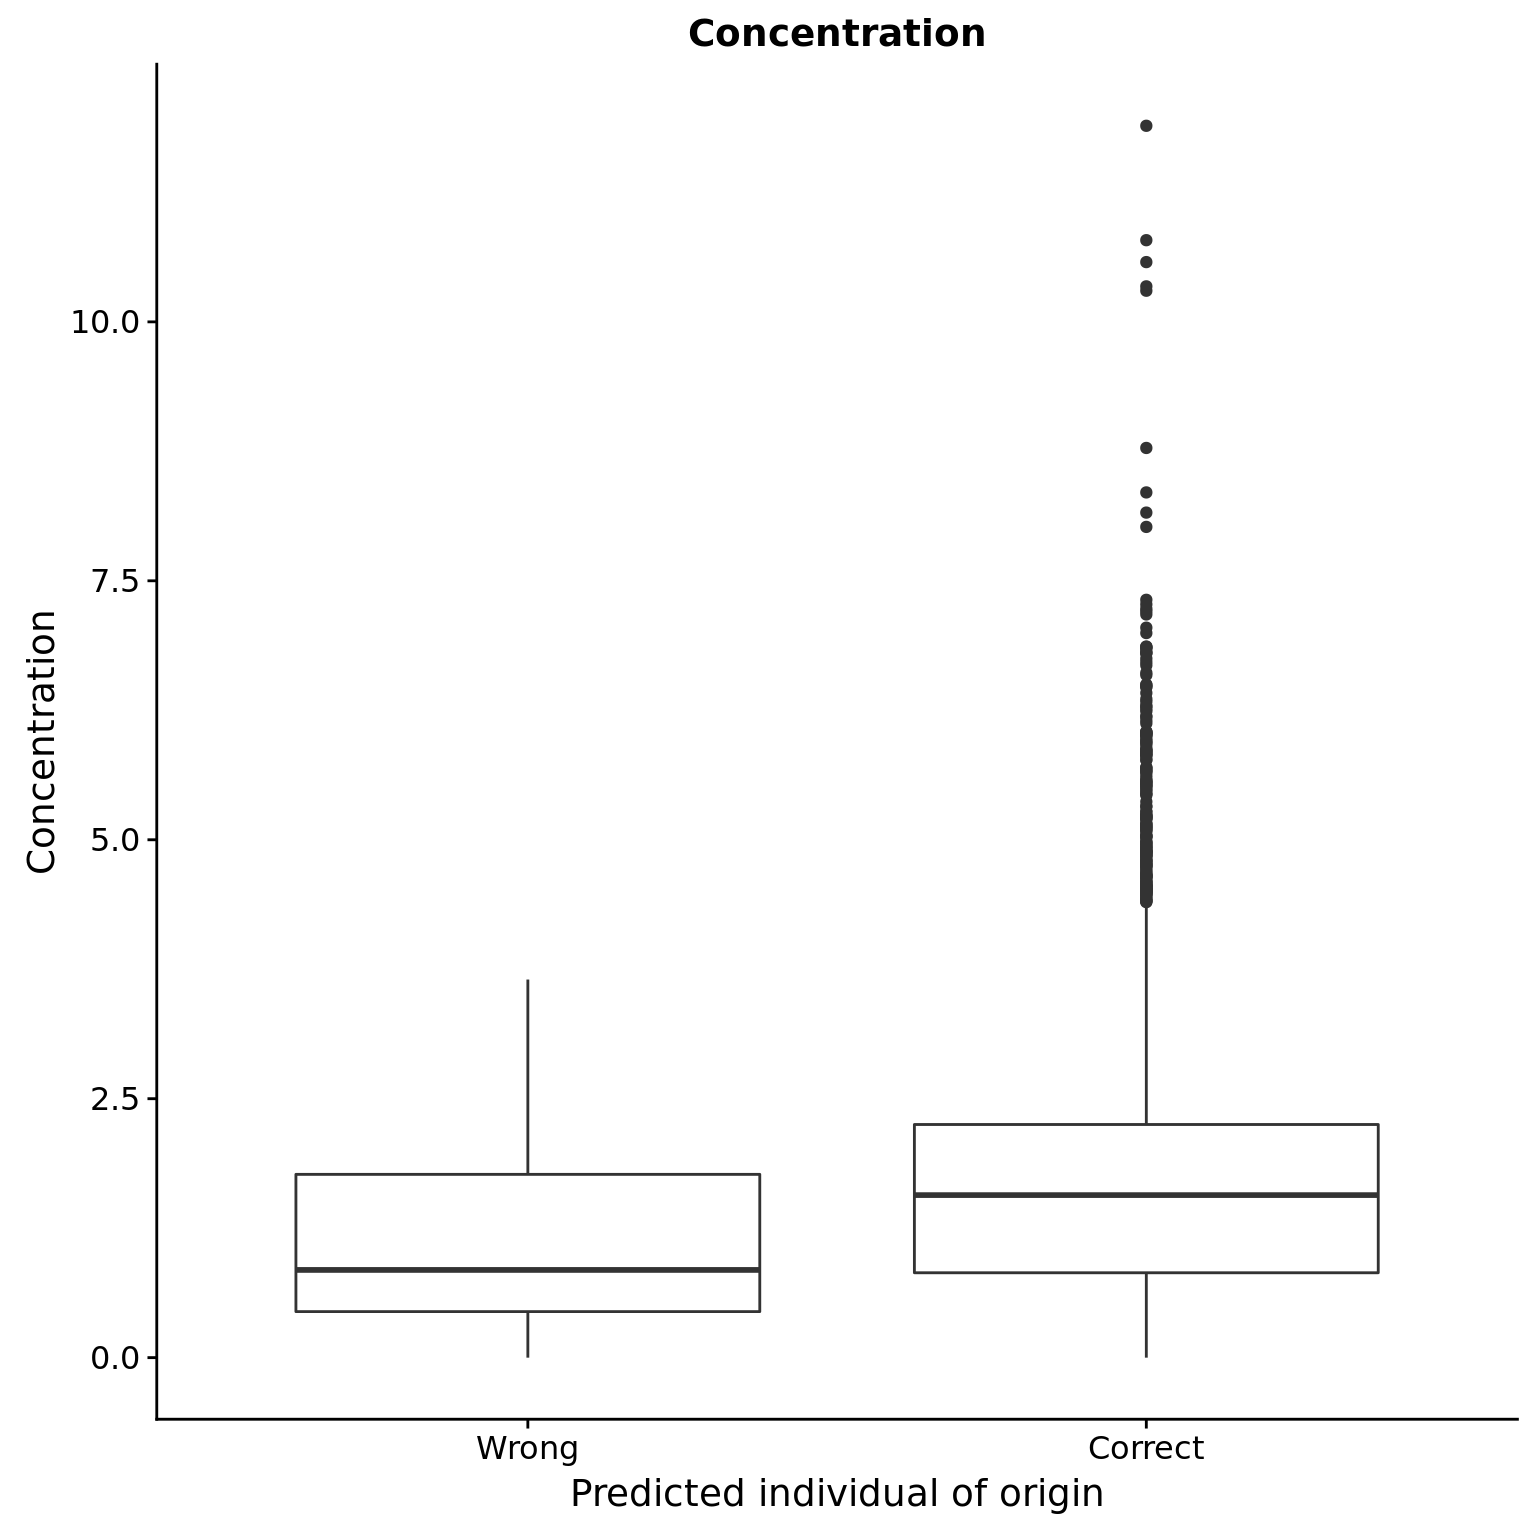 Concentration
Concentration
10.0
7.5
5.0
2.5
0.0
Wrong
Correct
Predicted individual of origin